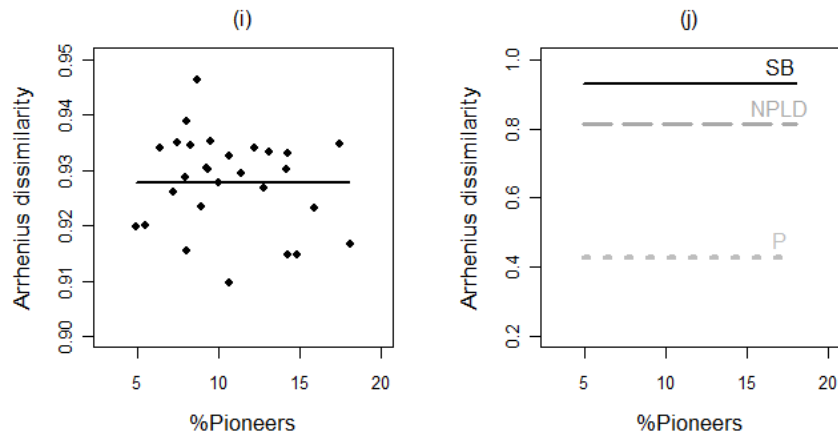 (i)
Arrhenius dissimilarity
0.95
0.94
0.93
0.92
0.91
0.90
5
10
15
20
%Pioneers
(j)
Arrhenius dissimilarity
1.0
0.8
0.6
0.4
0.2
SB
NPLD
P
5
10
15
20
%Pioneers